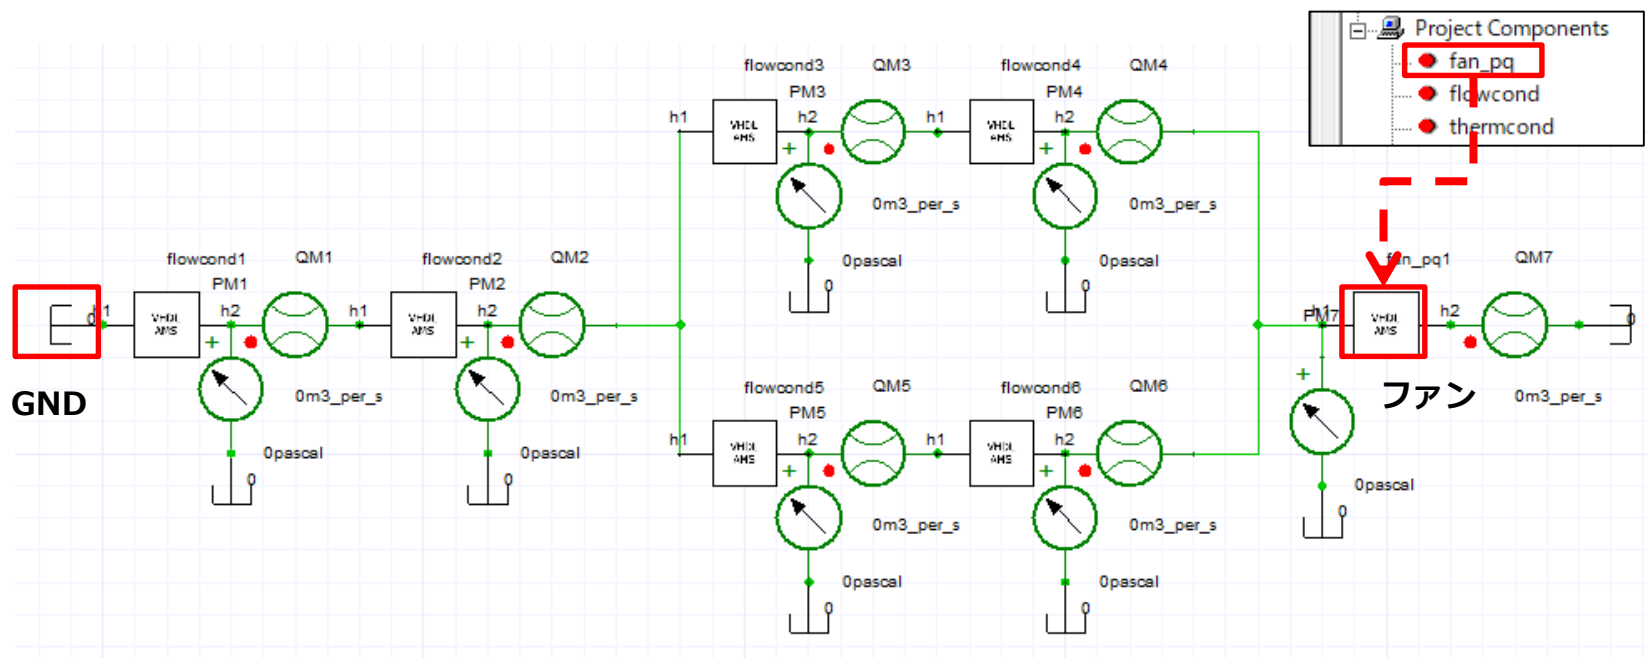 Project Components
fan_pq
flowcond
thermcond
flowcond3 QM3 flowcond4 QM4
PM3 PM4
h1 h2 h1 h2
VHDL AMS VHDL AMS
+ +
0m3_per_s 0m3_per_s
0pascal 0pascal
0 0
flowcond1 QM1 flowcond2 QM2 fan_pq1 QM7
PM1 PM2
0 h1 h2 h1 h2 PM7 h1 h2 0
VHDL AMS VHDL AMS VHDL AMS
+ + +
GND 0m3_per_s 0m3_per_s ファン 0m3_per_s
flowcond5 QM5 flowcond6 QM6
PM5 PM6
h1 h2 h1 h2
VHDL AMS VHDL AMS
0pascal 0pascal
+ +
0 0 0pascal
0
0m3_per_s 0m3_per_s
0pascal 0pascal
0 0